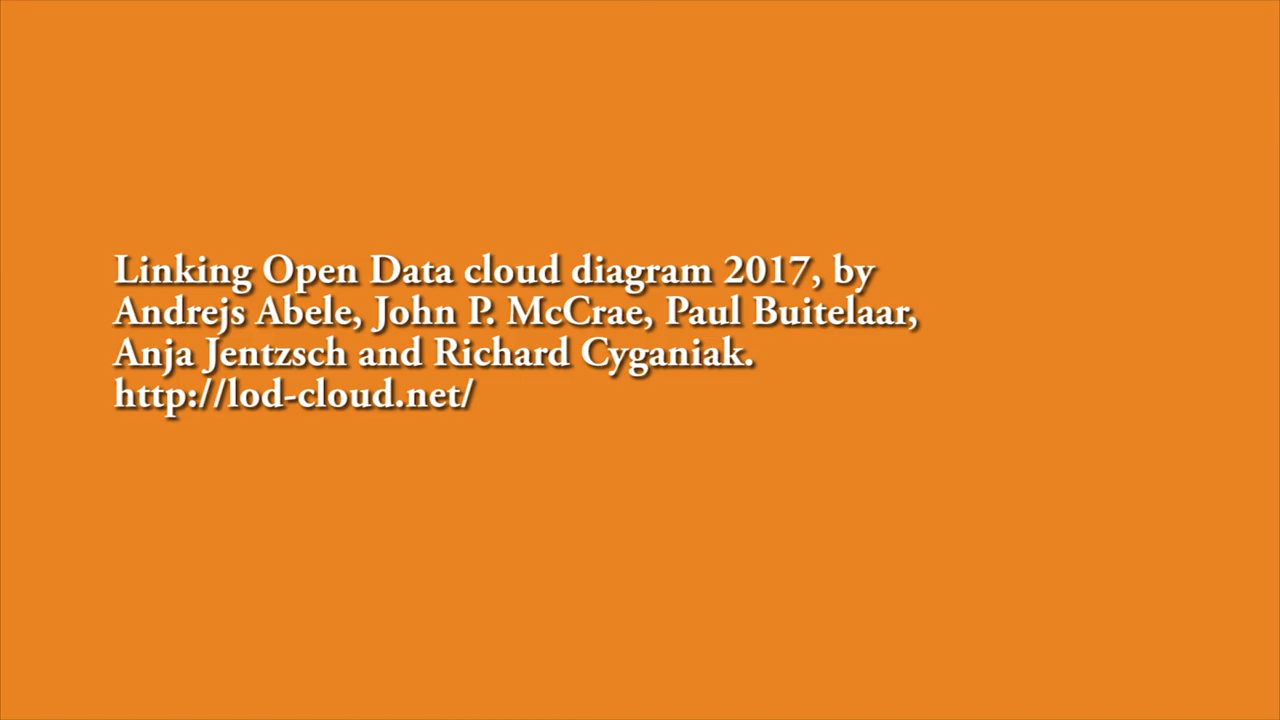 Linking Open Data cloud diagram 2017, by
Andrejs Abele, John P. McCrae, Paul Buitelaar,
Anja Jentzsch and Richard Cyganiak.
http://lod-cloud.net/